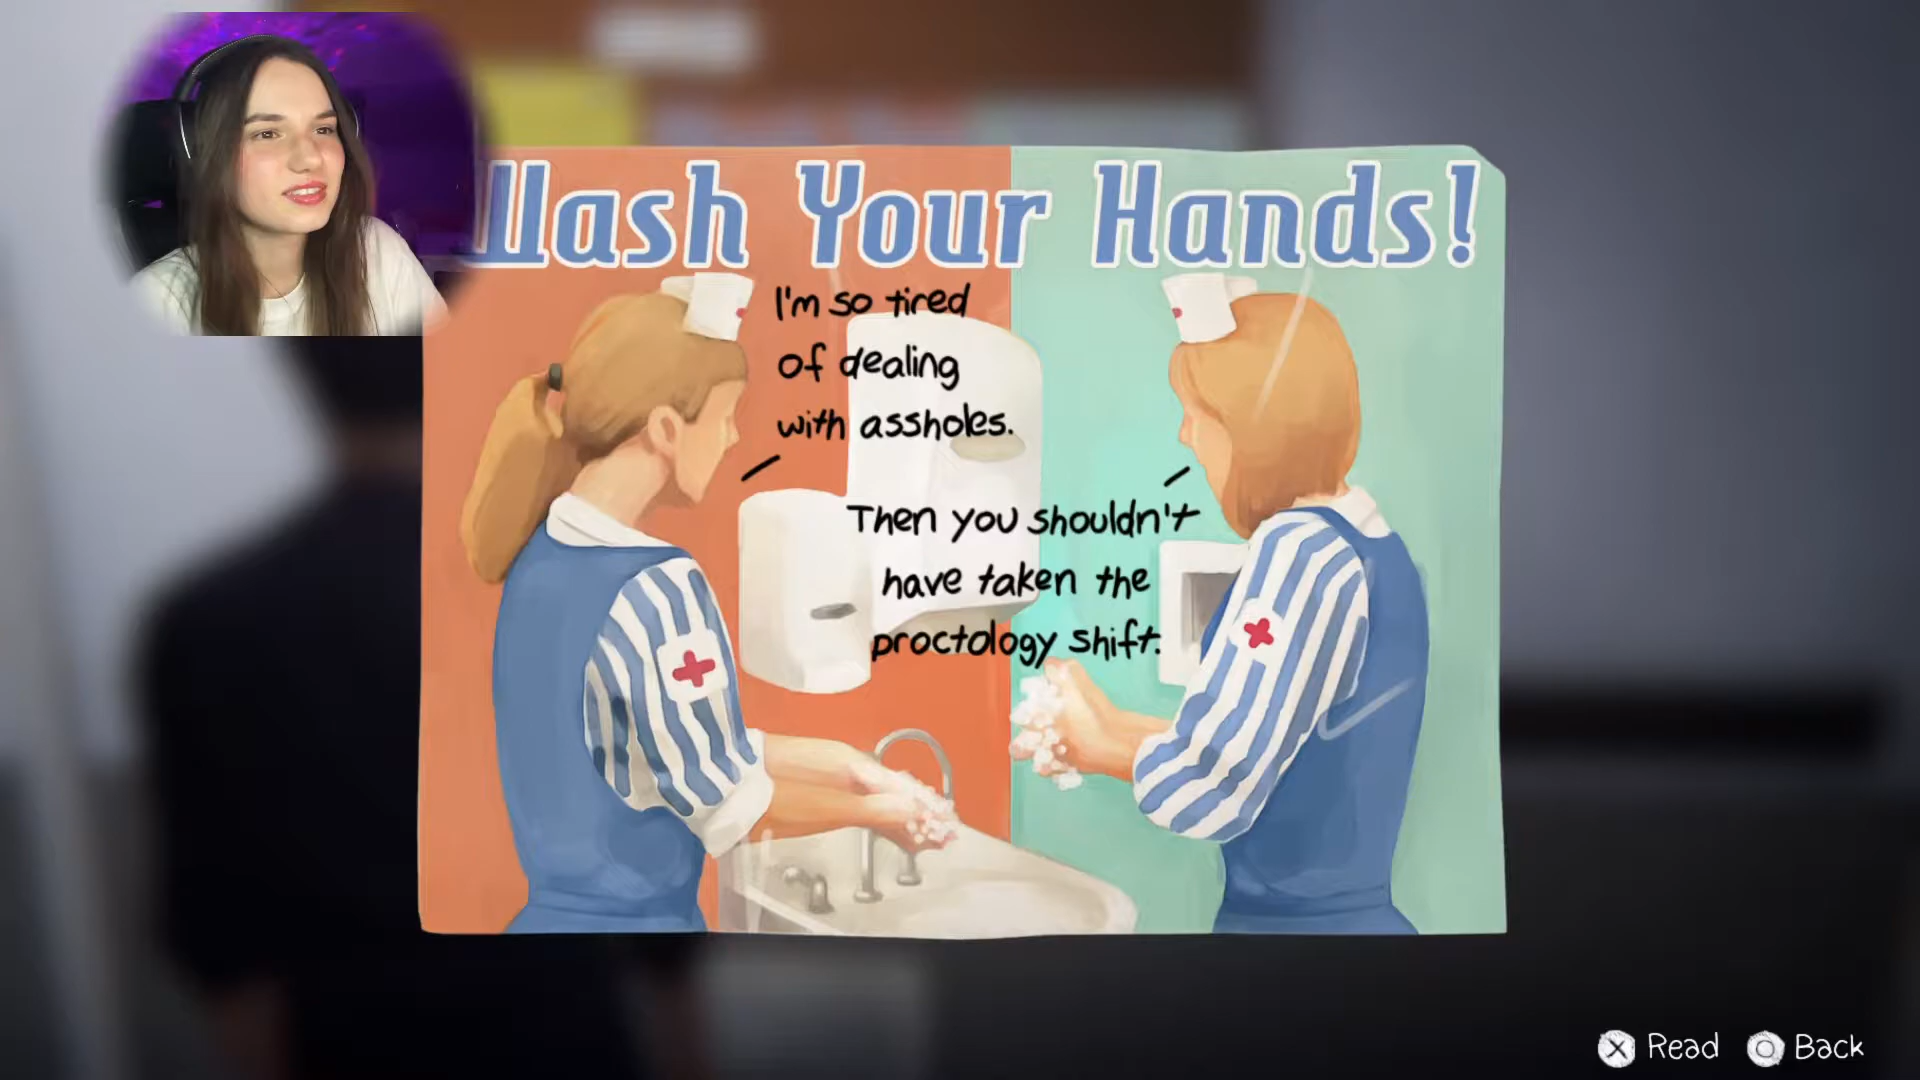 Wash Your Hands!
I'm so tired
of dealing
with assholes.
Then you shouldn't
have taken the
proctology shift.
Read Back